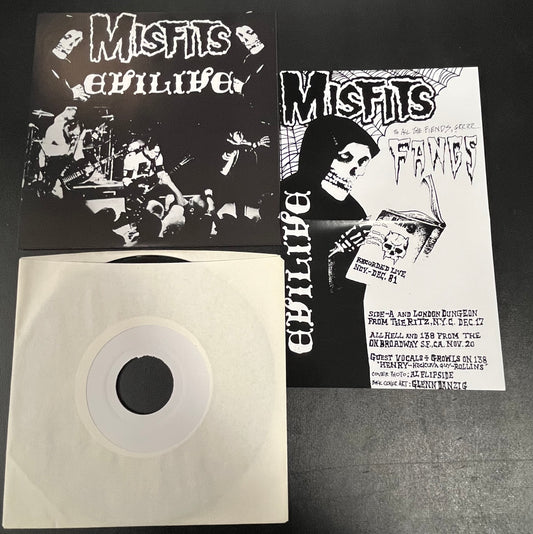 MISFITS
EVILIVE
MISFITS
TO ALL THE FIENDS, GRZZZ...
FANGS
EVILIVE
RECORDED LIVE
NOV.-DEC. 81
SIDE-A AND LONDON DUNGEON
FROM THE RITZ, N.Y.C. DEC. 17
ALL HELL AND 138 FROM THE
ON BROADWAY S.F. CA. NOV. 20
GUEST VOCALS & GROWLS ON 138
"HENRY- -GUY-ROLLINS"
COVER PHOTO: AL FLIPSIDE
BACK COVER ART: GLENN DANZIG